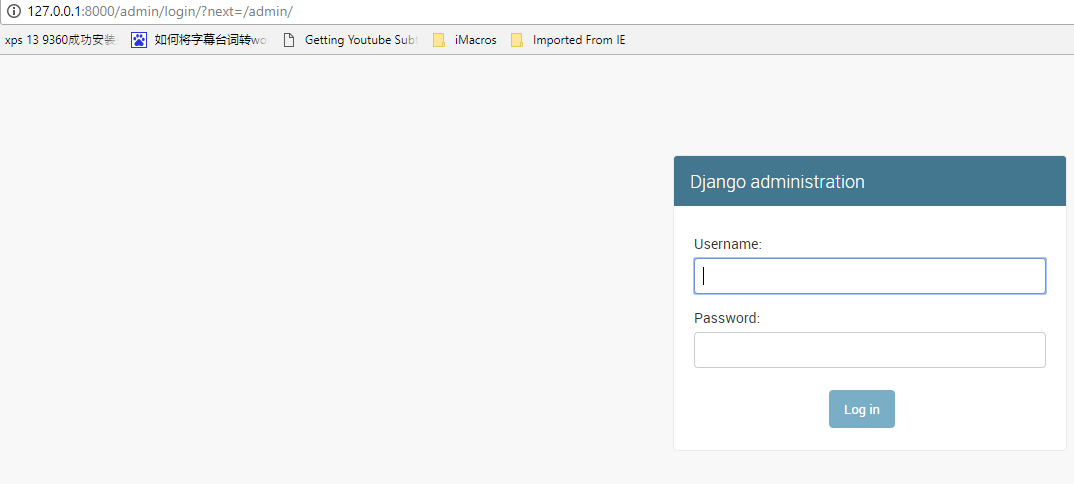 127.0.0.1:8000/admin/login/?next=/admin/
xps 13 9360成功安装 如何将字幕台词转wo Getting Youtube Subt iMacros Imported From IE
Django administration
Username:
Password:
Log in